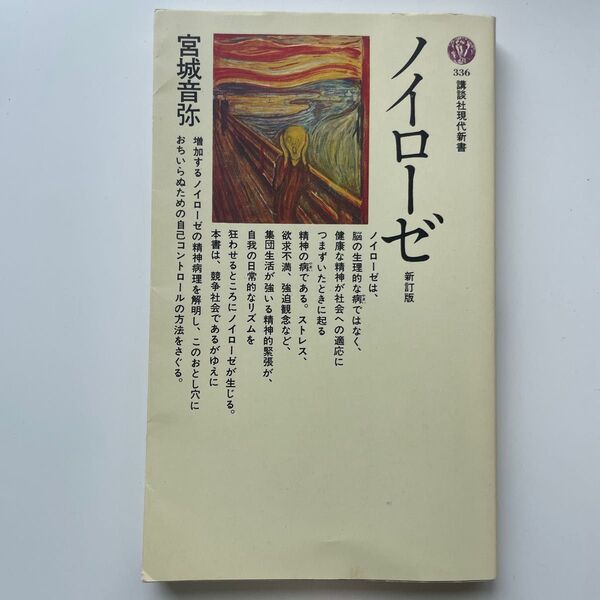 336
講談社現代新書
ノイローゼ
新訂版
宮城音弥
ノイローゼは、
脳の生理的な病ではなく、
健康な精神が社会への適応に
つまずいたときに起る
精神の病である。ストレス、
欲求不満、強迫観念など、
集団生活が強いる精神的緊張が、
自我の日常的なリズムを
狂わせるところにノイローゼが生じる。
本書は、競争社会であるがゆえに
増加するノイローゼの精神病理を解明し、このおとし穴に
おちいらぬための自己コントロールの方法をさぐる。